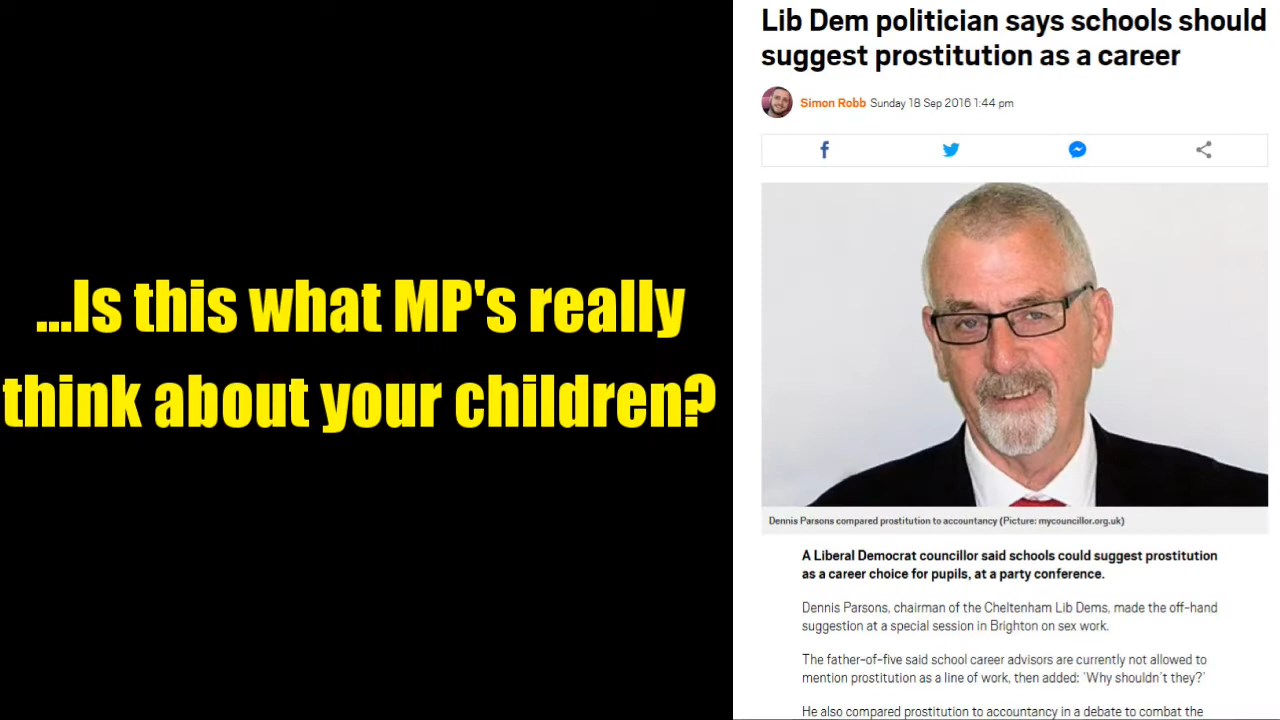 ...Is this what MP's really
think about your children?
Lib Dem politician says schools should
suggest prostitution as a career
Simon Robb Sunday 18 Sep 2016 1:44 pm
Dennis Parsons compared prostitution to accountancy (Picture: mycouncillor.org.uk)
A Liberal Democrat councillor said schools could suggest prostitution
as a career choice for pupils, at a party conference.
Dennis Parsons, chairman of the Cheltenham Lib Dems, made the off-hand
suggestion at a special session in Brighton on sex work.
The father-of-five said school career advisors are currently not allowed to
mention prostitution as a line of work, then added: 'Why shouldn't they?'
He also compared prostitution to accountancy in a debate to combat the